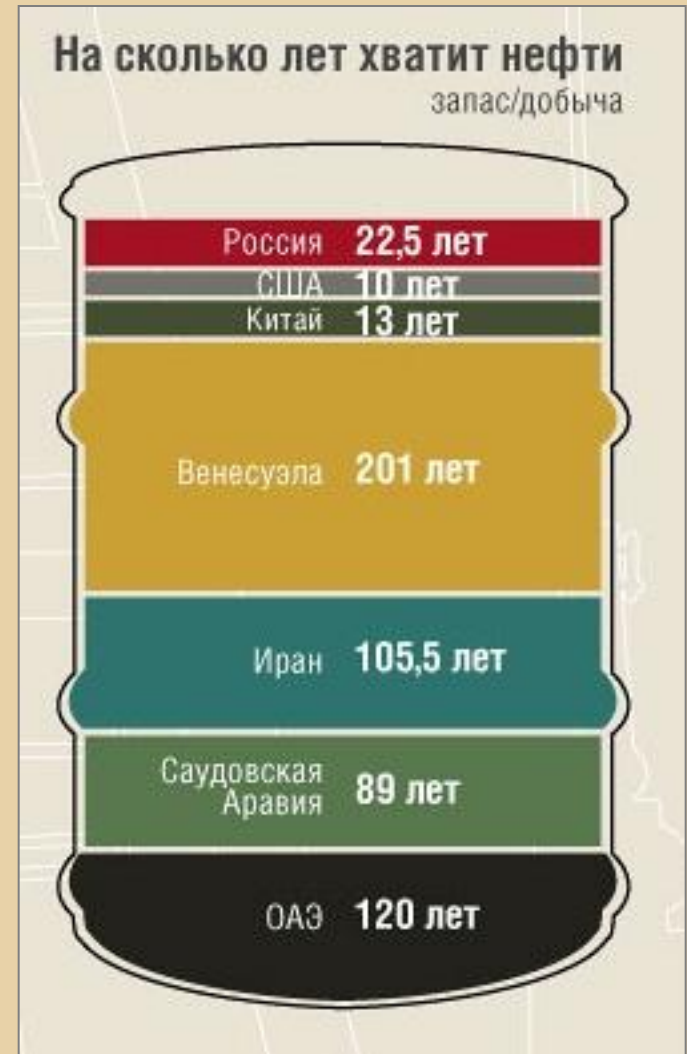 На сколько лет хватит нефти
запас/добыча
Россия 22,5 лет
США 10 лет
Китай 13 лет
Венесуэла 201 лет
Иран 105,5 лет
Саудовская
Аравия 89 лет
ОАЭ 120 лет